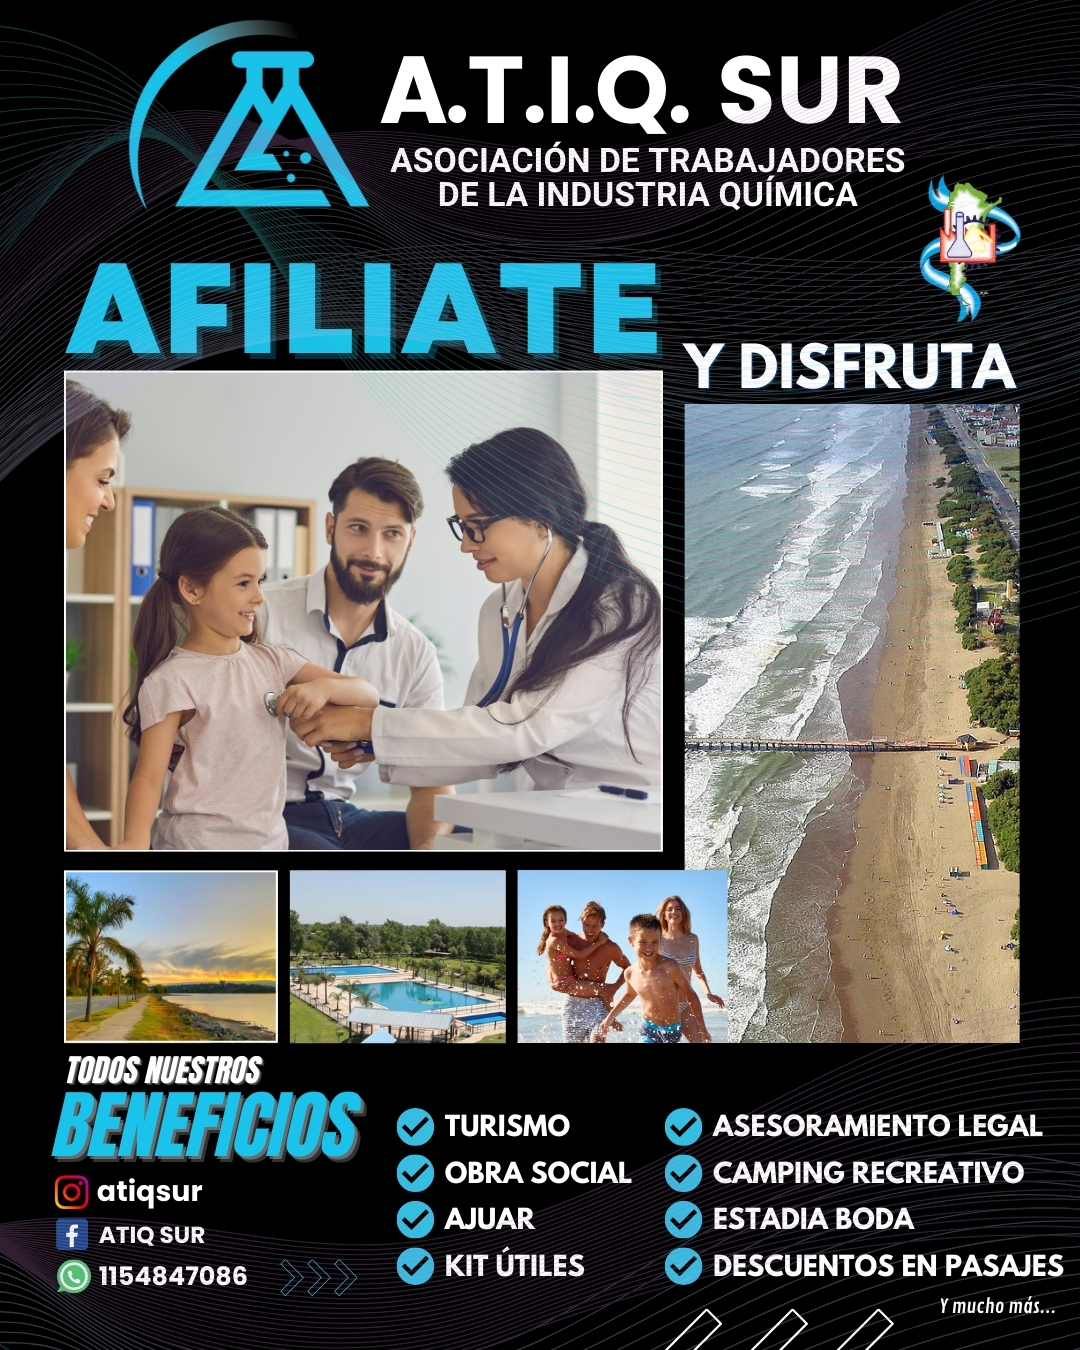 A.T.I.Q. SUR
ASOCIACIÓN DE TRABAJADORES
DE LA INDUSTRIA QUÍMICA
AFILIATE
Y DISFRUTA
TODOS NUESTROS
BENEFICIOS
atiqsur
ATIQ SUR
1154847086
TURISMO
OBRA SOCIAL
AJUAR
KIT ÚTILES
ASESORAMIENTO LEGAL
CAMPING RECREATIVO
ESTADIA BODA
DESCUENTOS EN PASAJES
Y mucho más...